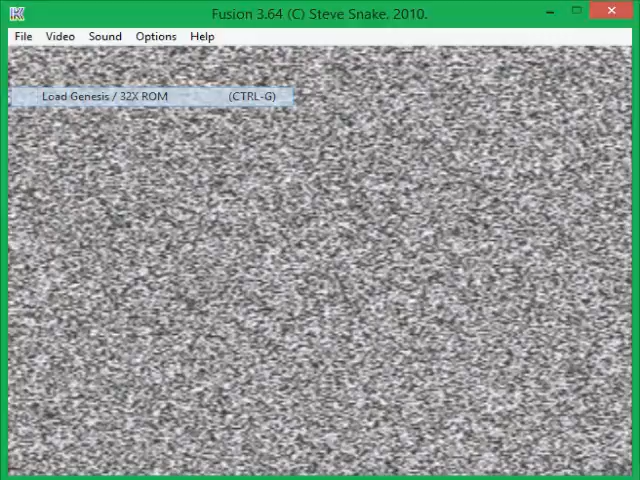 Fusion 3.64 (C) Steve Snake. 2010.
File Video Sound Options Help
Load Genesis / 32X ROM (CTRL-G)